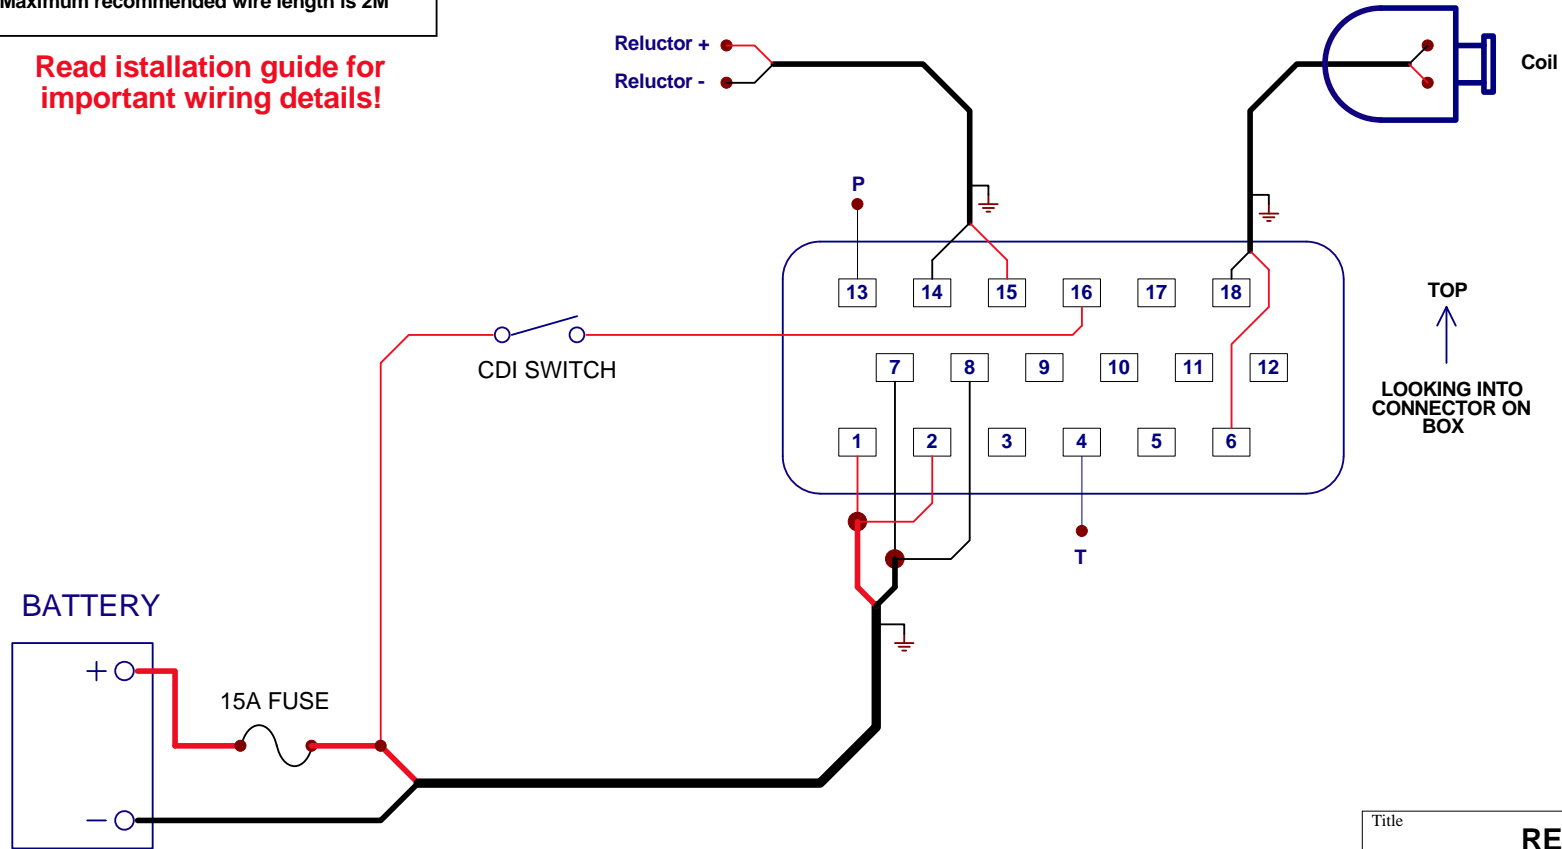 Maximum recommended wire length is 2M
Read istallation guide for
important wiring details!
Reluctor +
Reluctor -
Coil
P
13
14
15
16
17
18
TOP
CDI SWITCH
7
8
9
10
11
12
LOOKING INTO
CONNECTOR ON
BOX
1
2
3
4
5
6
T
BATTERY
+
15A FUSE
-
Title
RE